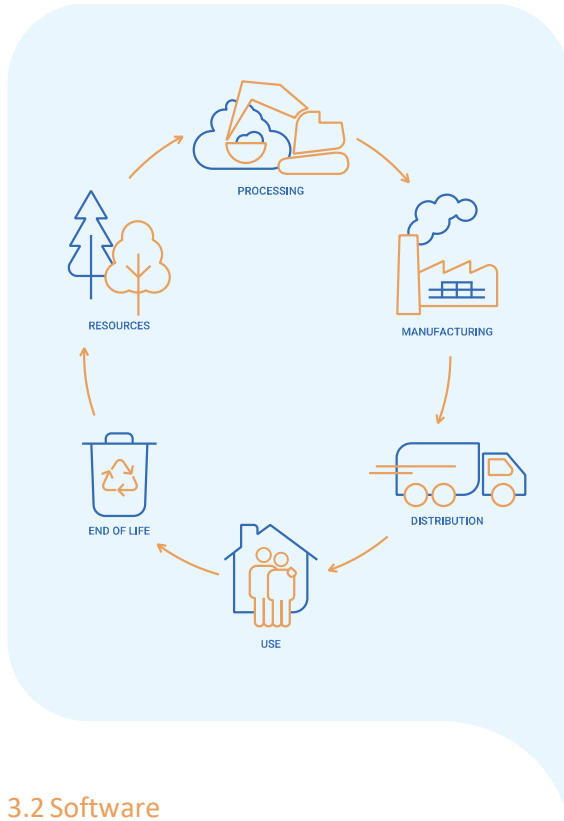 PROCESSING
RESOURCES
MANUFACTURING
END OF LIFE
DISTRIBUTION
USE
3.2 Software